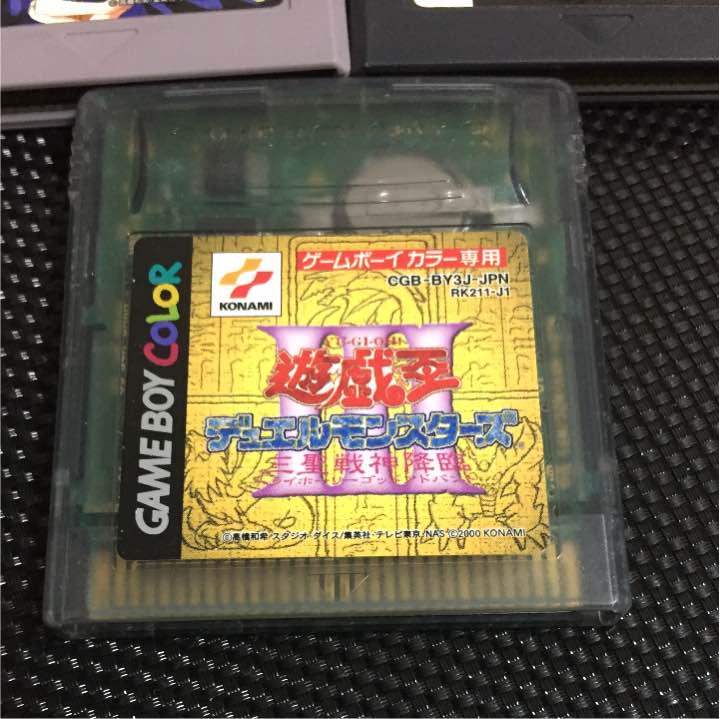 GAME BOY COLOR
KONAMI
ゲームボーイカラー専用
CGB-BY3J-JPN
RK211-J1
YU-GI-OH!
遊戯王
III
デュエルモンスターズ
三聖戦神降臨
©高橋和希・スタジオ・ダイス/集英社・テレビ東京・NAS ©2000 KONAMI